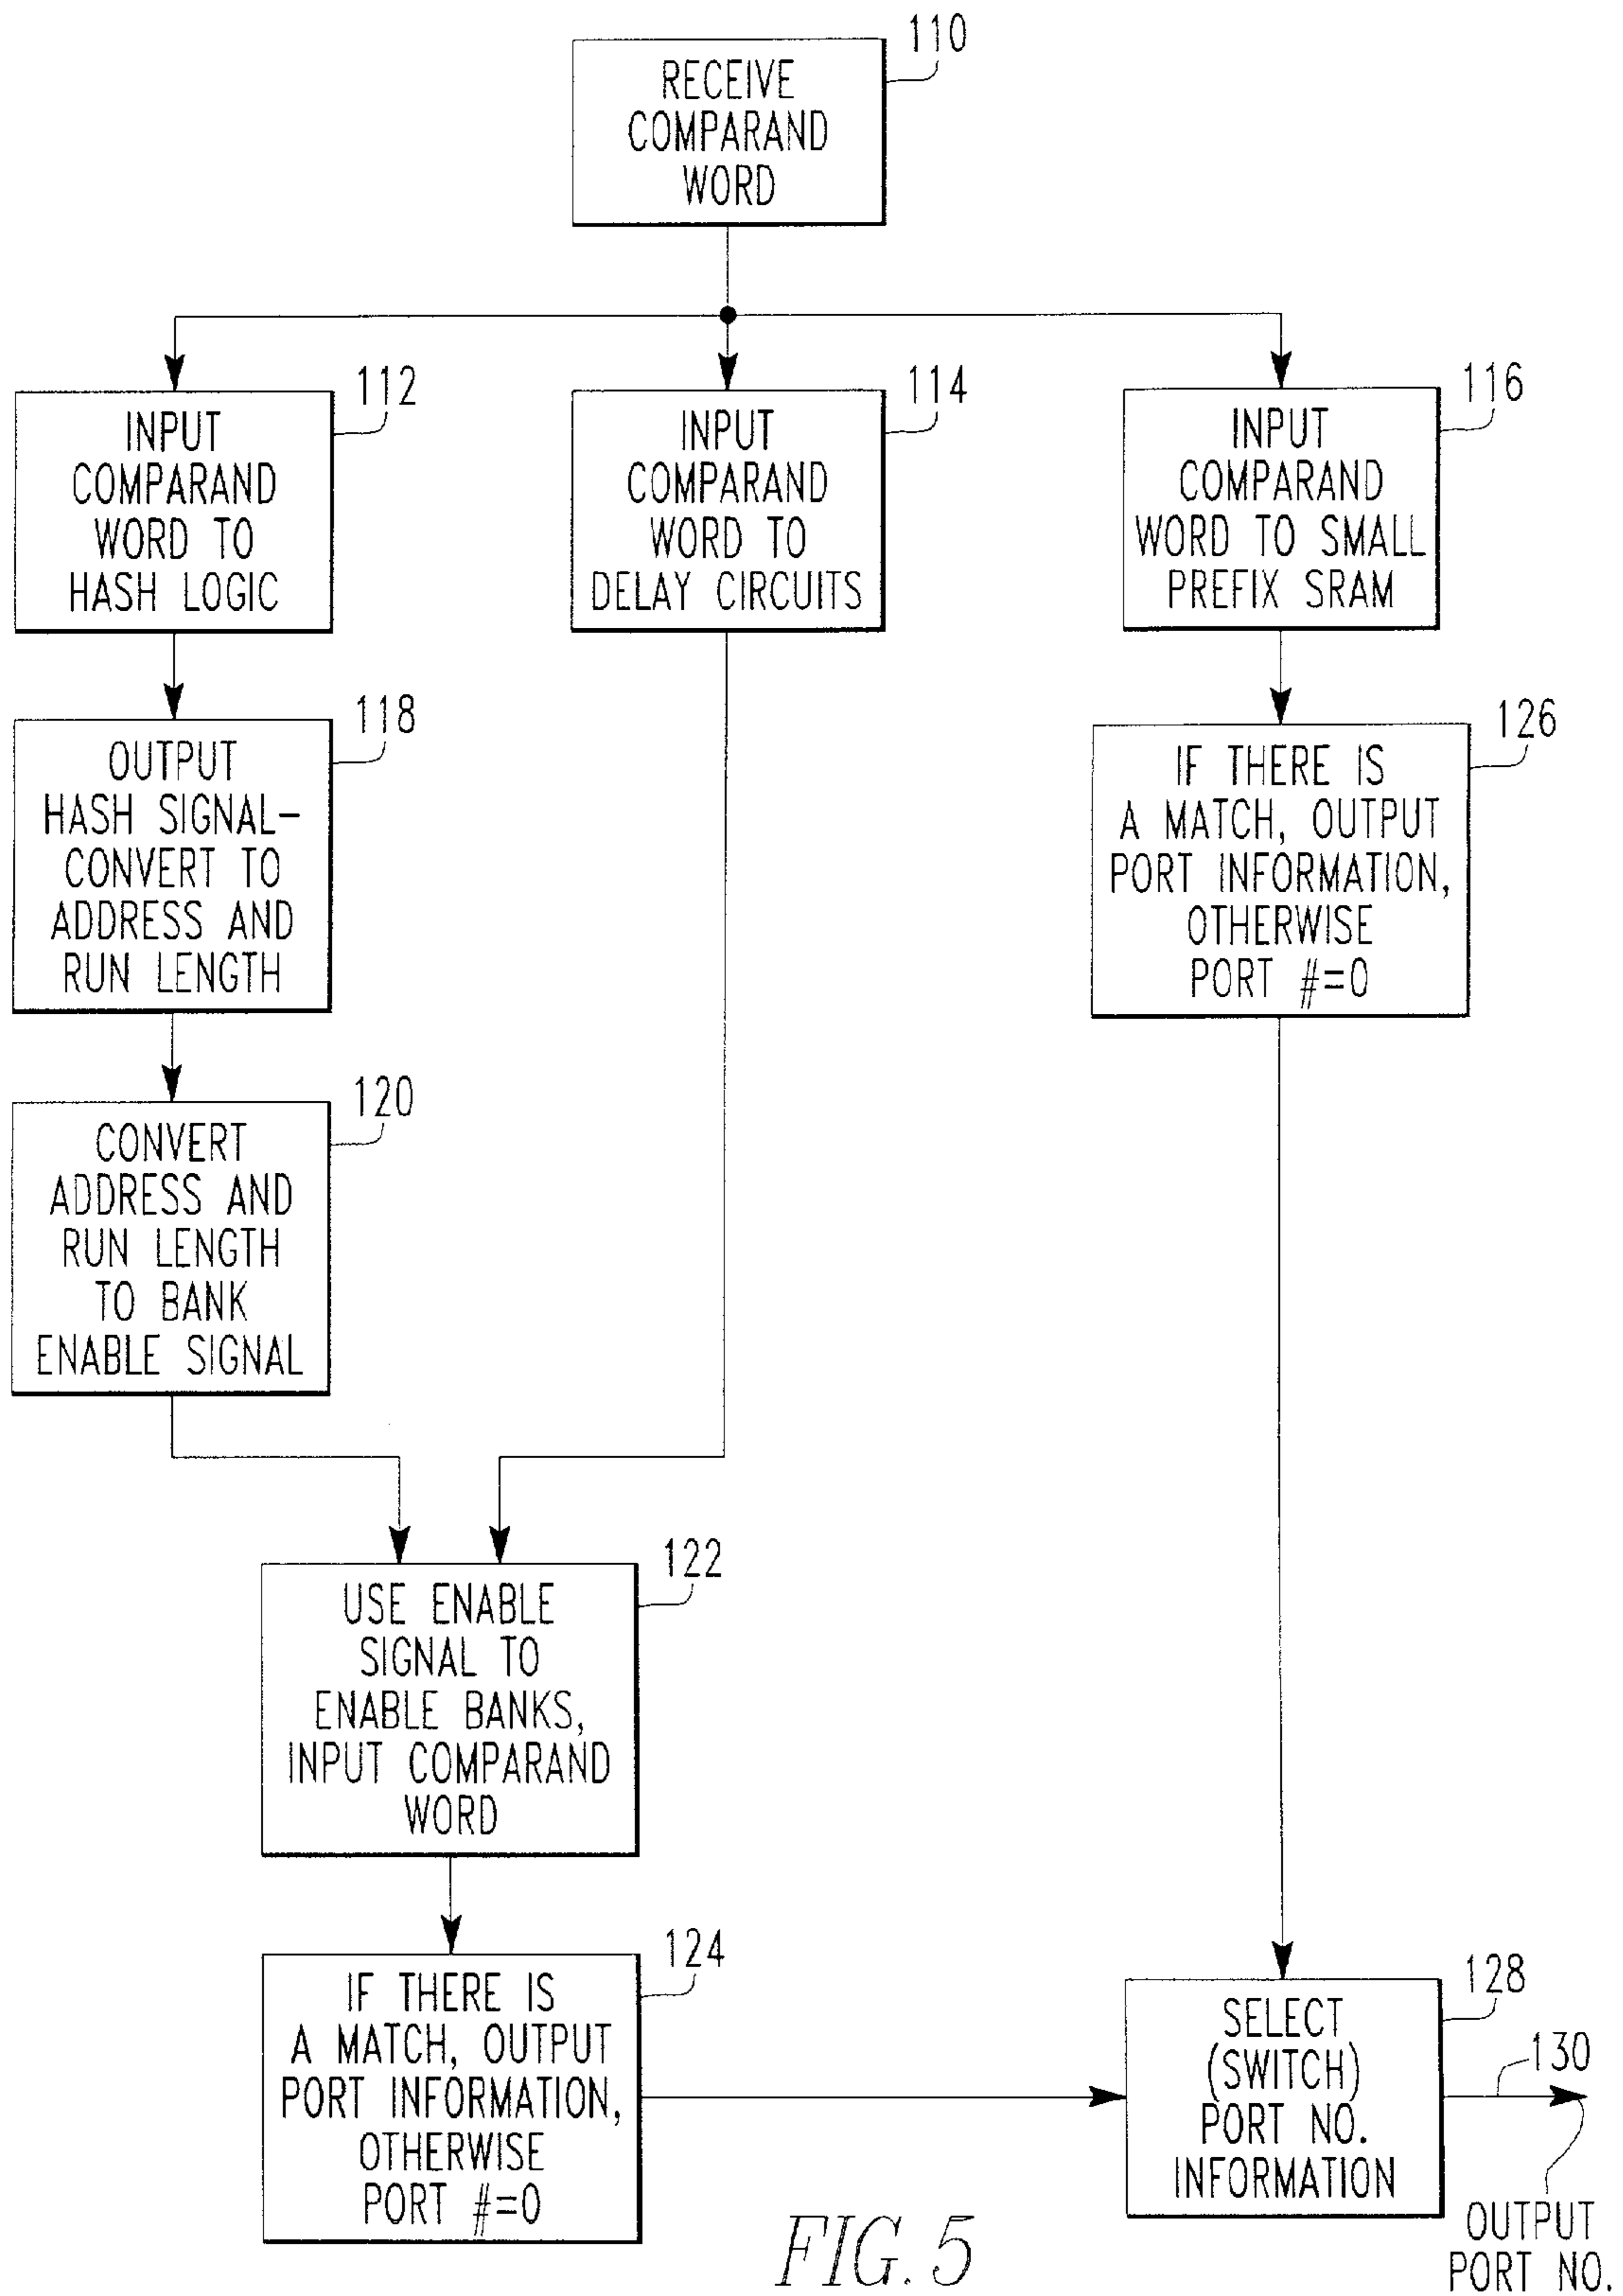 110
RECEIVE
COMPARAND
WORD
112
INPUT
COMPARAND
WORD TO
HASH LOGIC
114
INPUT
COMPARAND
WORD TO
DELAY CIRCUITS
116
INPUT
COMPARAND
WORD TO SMALL
PREFIX SRAM
118
OUTPUT
HASH SIGNAL-
CONVERT TO
ADDRESS AND
RUN LENGTH
126
IF THERE IS
A MATCH, OUTPUT
PORT INFORMATION,
OTHERWISE
PORT #=0
120
CONVERT
ADDRESS AND
RUN LENGTH
TO BANK
ENABLE SIGNAL
122
USE ENABLE
SIGNAL TO
ENABLE BANKS,
INPUT COMPARAND
WORD
124
IF THERE IS
A MATCH, OUTPUT
PORT INFORMATION,
OTHERWISE
PORT #=0
128
SELECT
(SWITCH)
PORT NO.
INFORMATION
130
OUTPUT
PORT NO.
FIG. 5